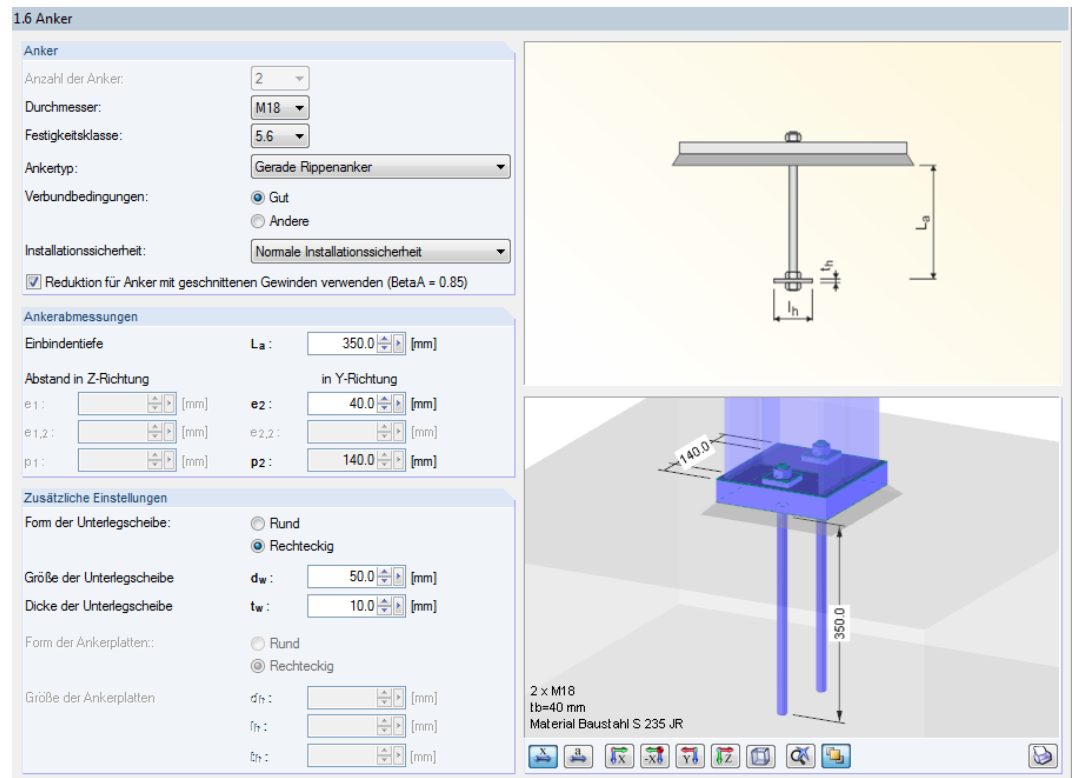 1.6 Anker
Anker
Anzahl der Anker: 2
Durchmesser: M18
Festigkeitsklasse: 5.6
Ankertyp: Gerade Rippenanker
Verbundbedingungen: Gut
Andere
Installationssicherheit: Normale Installationssicherheit
Reduktion für Anker mit geschnittenen Gewinden verwenden (BetaA = 0.85)
Ankerabmessungen
Einbindentiefe La : 350.0 [mm]
Abstand in Z-Richtung in Y-Richtung
e1 : [mm] e2 : 40.0 [mm]
e1,2 : [mm] e2,2 : [mm]
p1 : [mm] p2 : 140.0 [mm]
Zusätzliche Einstellungen
Form der Unterlegscheibe: Rund
Rechteckig
Größe der Unterlegscheibe dw : 50.0 [mm]
Dicke der Unterlegscheibe tw : 10.0 [mm]
Form der Ankerplatten:: Rund
Rechteckig
Größe der Ankerplatten dh : [mm]
lh : [mm]
th : [mm]
La
th
lh
140.0
350.0
2 x M18
tb=40 mm
Material Baustahl S 235 JR
x a X -X Y Z